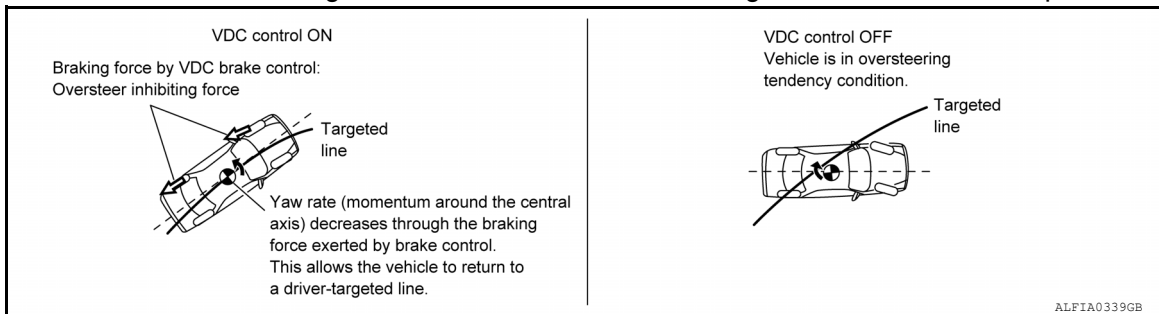 VDC control ON
Braking force by VDC brake control:
Oversteer inhibiting force
Targeted
line
Yaw rate (momentum around the central
axis) decreases through the braking
force exerted by brake control.
This allows the vehicle to return to
a driver-targeted line.
VDC control OFF
Vehicle is in oversteering
tendency condition.
Targeted
line
ALFIA0339GB